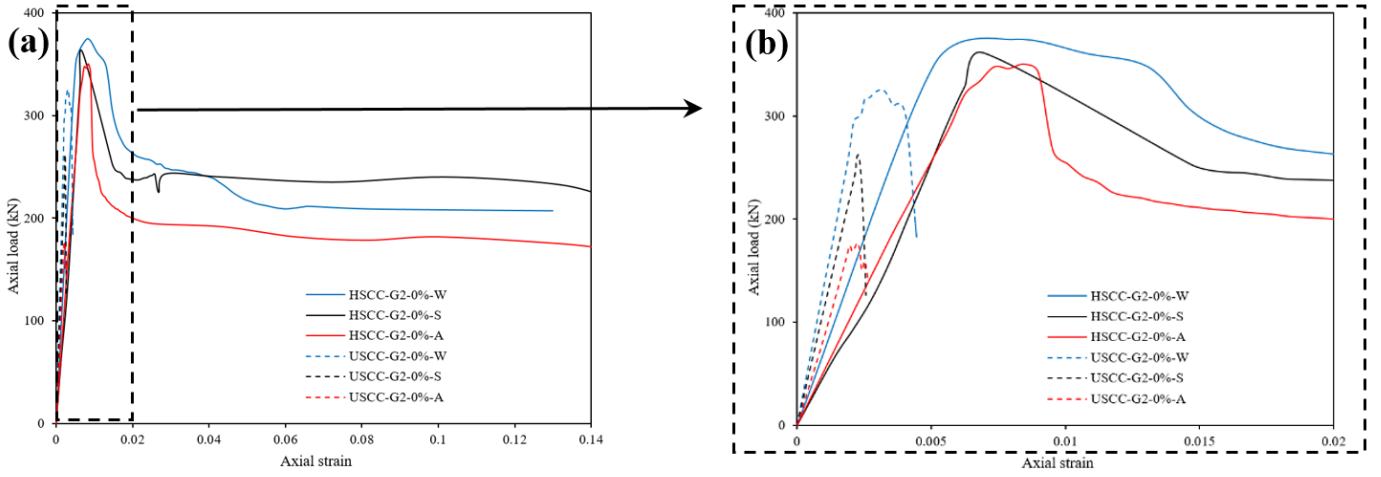 (a)
Axial load (kN)
400
300
200
100
0
0 0.02 0.04 0.06 0.08 0.1 0.12 0.14
Axial strain
HSCC-G2-0%-W
HSCC-G2-0%-S
HSCC-G2-0%-A
USCC-G2-0%-W
USCC-G2-0%-S
USCC-G2-0%-A
(b)
Axial load (kN)
400
300
200
100
0
0 0.005 0.01 0.015 0.02
Axial strain
HSCC-G2-0%-W
HSCC-G2-0%-S
HSCC-G2-0%-A
USCC-G2-0%-W
USCC-G2-0%-S
USCC-G2-0%-A